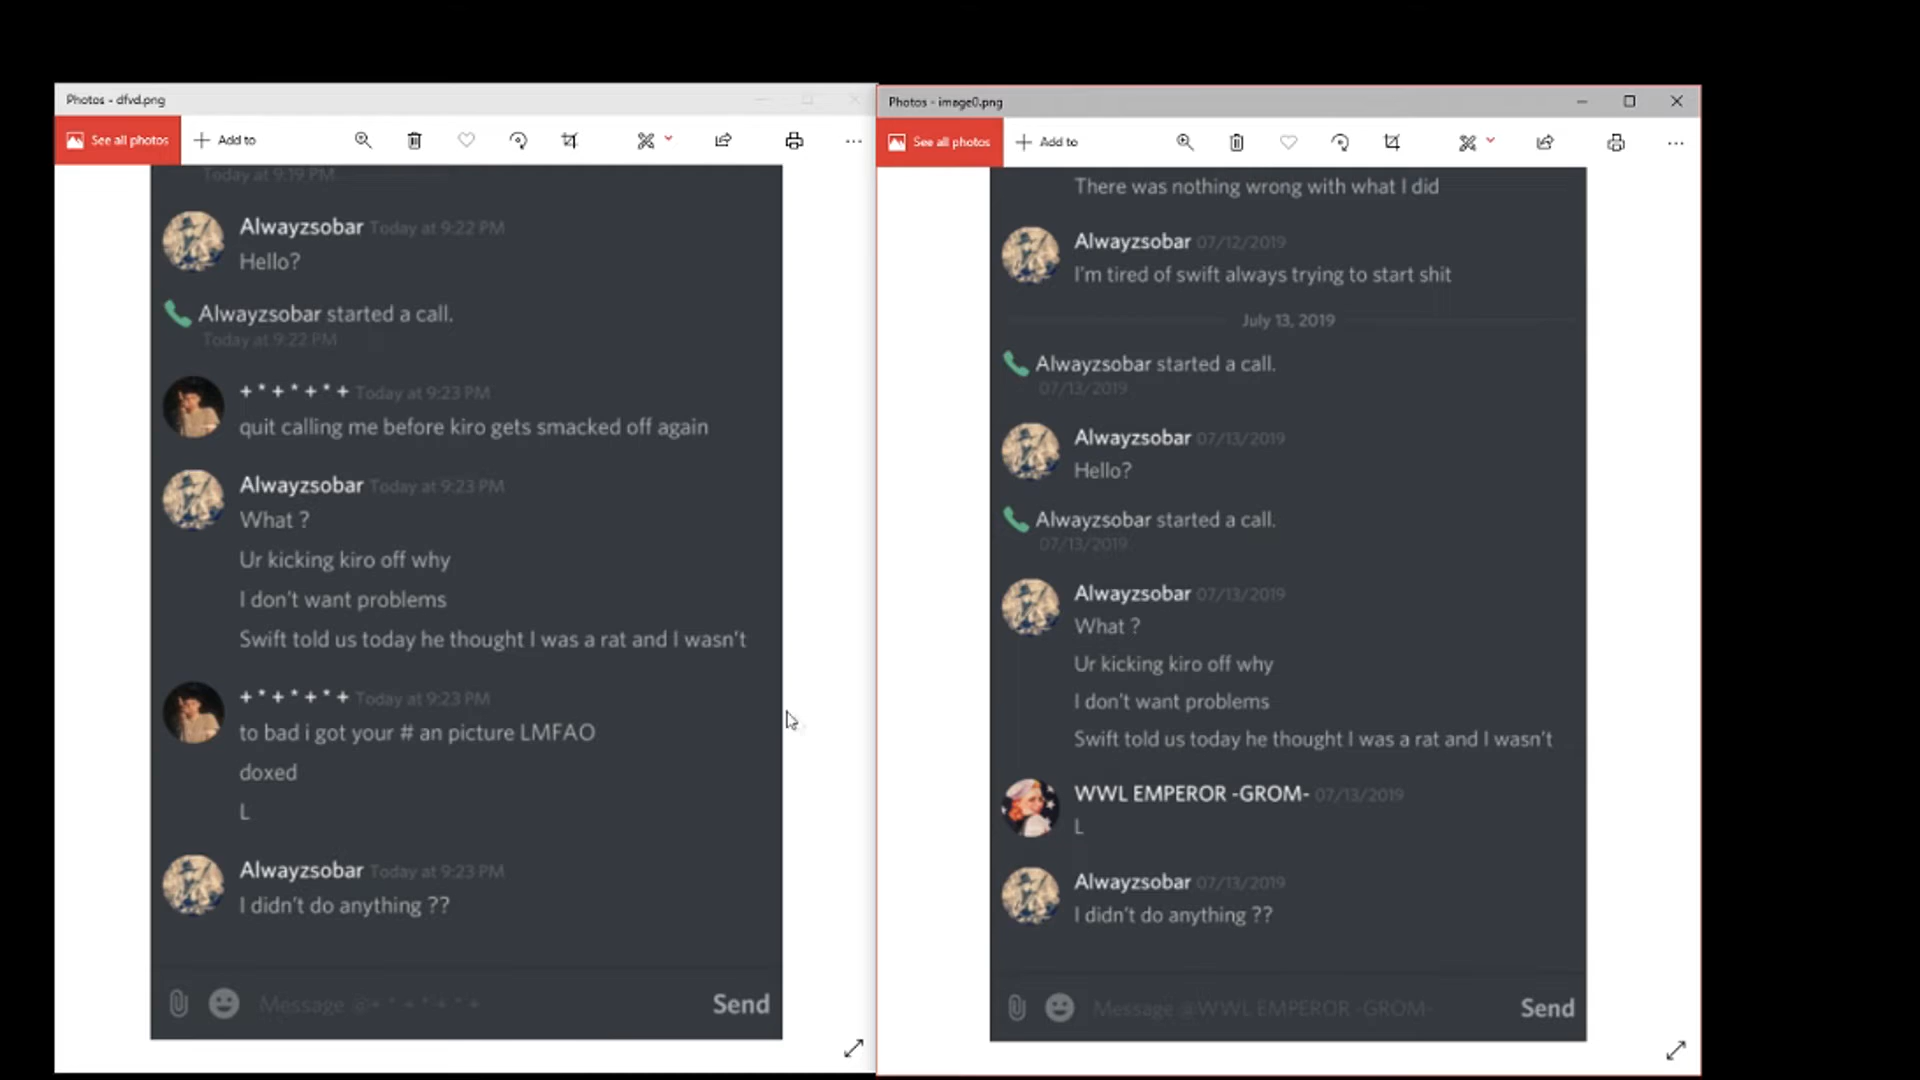 Photos - dfvd.png
See all photos
Add to
Today at 9:19 PM
Alwayzsobar Today at 9:22 PM
Hello?
Alwayzsobar started a call.
Today at 9:22 PM
+ * + * + * + Today at 9:23 PM
quit calling me before kiro gets smacked off again
Alwayzsobar Today at 9:23 PM
What ?
Ur kicking kiro off why
I don't want problems
Swift told us today he thought I was a rat and I wasn't
+ * + * + * + Today at 9:23 PM
to bad i got your # an picture LMFAO
doxed
L
Alwayzsobar Today at 9:23 PM
I didn't do anything ??
Message @+ * + * + * +
Send
Photos - image0.png
See all photos
Add to
There was nothing wrong with what I did
Alwayzsobar 07/12/2019
I'm tired of swift always trying to start shit
July 13, 2019
Alwayzsobar started a call.
07/13/2019
Alwayzsobar 07/13/2019
Hello?
Alwayzsobar started a call.
07/13/2019
Alwayzsobar 07/13/2019
What ?
Ur kicking kiro off why
I don't want problems
Swift told us today he thought I was a rat and I wasn't
WWL EMPEROR -GROM- 07/13/2019
L
Alwayzsobar 07/13/2019
I didn't do anything ??
Message @WWL EMPEROR -GROM-
Send